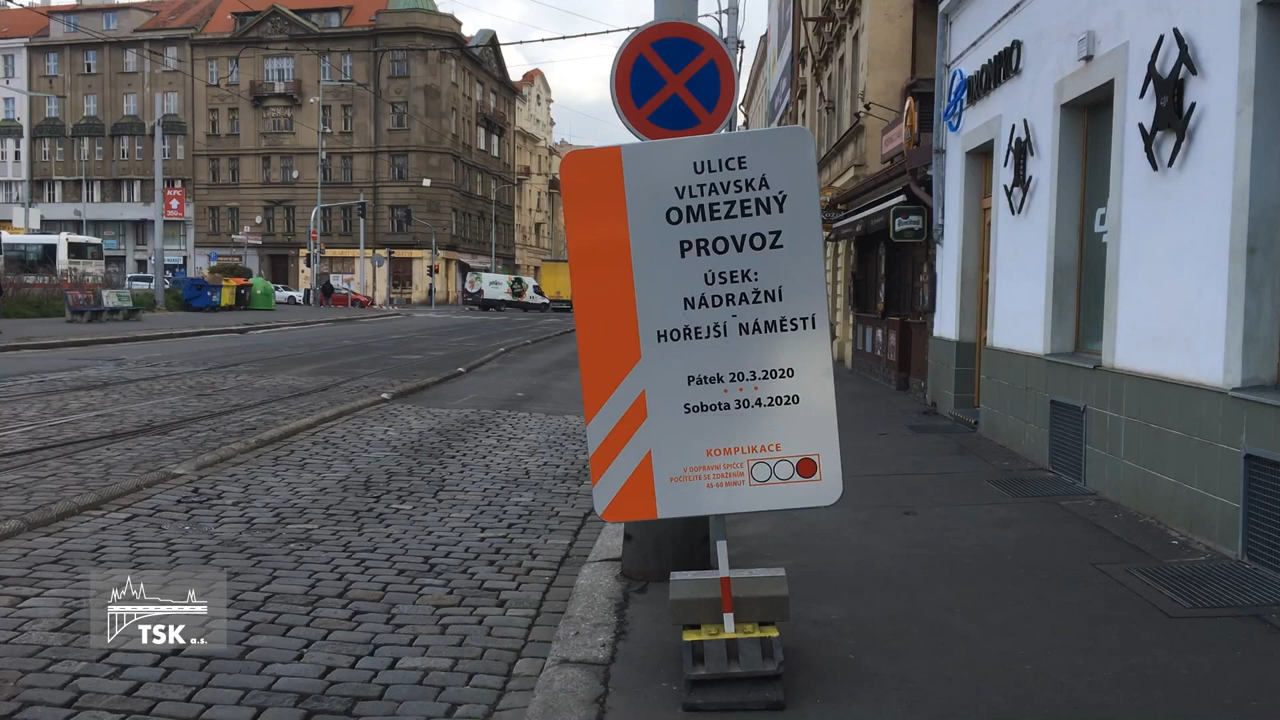 ULICE
VLTAVSKÁ
OMEZENÝ
PROVOZ
ÚSEK:
NÁDRAŽNÍ
-
HOŘEJŠÍ NÁMĚSTÍ
Pátek 20.3.2020
Sobota 30.4.2020
KOMPLIKACE
V DOPRAVNÍ ŠPIČCE
POČÍTEJTE SE ZDRŽENÍM
45-60 MINUT
KFC
TSK a.s.